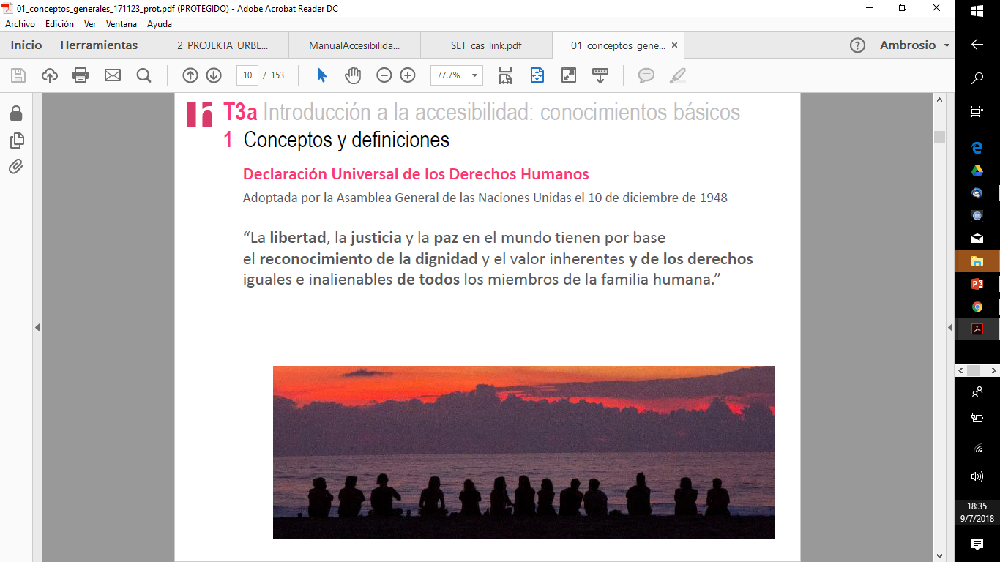 01_conceptos_generales_171123_prot.pdf (PROTEGIDO) - Adobe Acrobat Reader DC
Archivo Edición Ver Ventana Ayuda
Inicio Herramientas 2_PROJEKTA_URBE... ManualAccesibilida... SET_cas_link.pdf 01_conceptos_gene... × ? Ambrosio
10 / 153 77.7%
T3a Introducción a la accesibilidad: conocimientos básicos
1 Conceptos y definiciones
Declaración Universal de los Derechos Humanos
Adoptada por la Asamblea General de las Naciones Unidas el 10 de diciembre de 1948
“La libertad, la justicia y la paz en el mundo tienen por base
el reconocimiento de la dignidad y el valor inherentes y de los derechos
iguales e inalienables de todos los miembros de la familia humana.”
18:35
9/7/2018